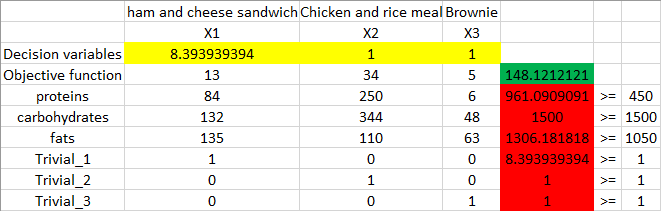 ham and cheese sandwich Chicken and rice meal Brownie
X1 X2 X3
Decision variables 8.393939394 1 1
Objective function 13 34 5 148.1212121
proteins 84 250 6 961.0909091 >= 450
carbohydrates 132 344 48 1500 >= 1500
fats 135 110 63 1306.181818 >= 1050
Trivial_1 1 0 0 8.393939394 >= 1
Trivial_2 0 1 0 1 >= 1
Trivial_3 0 0 1 1 >= 1